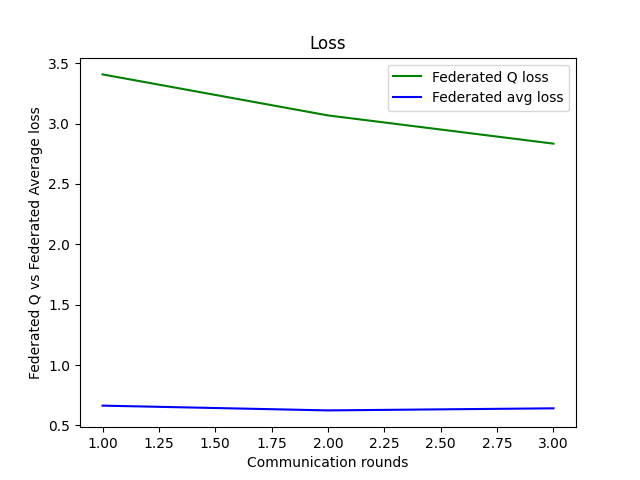 Loss
Federated Q loss
Federated avg loss
Federated Q vs Federated Average loss
3.5
3.0
2.5
2.0
1.5
1.0
0.5
1.00 1.25 1.50 1.75 2.00 2.25 2.50 2.75 3.00
Communication rounds